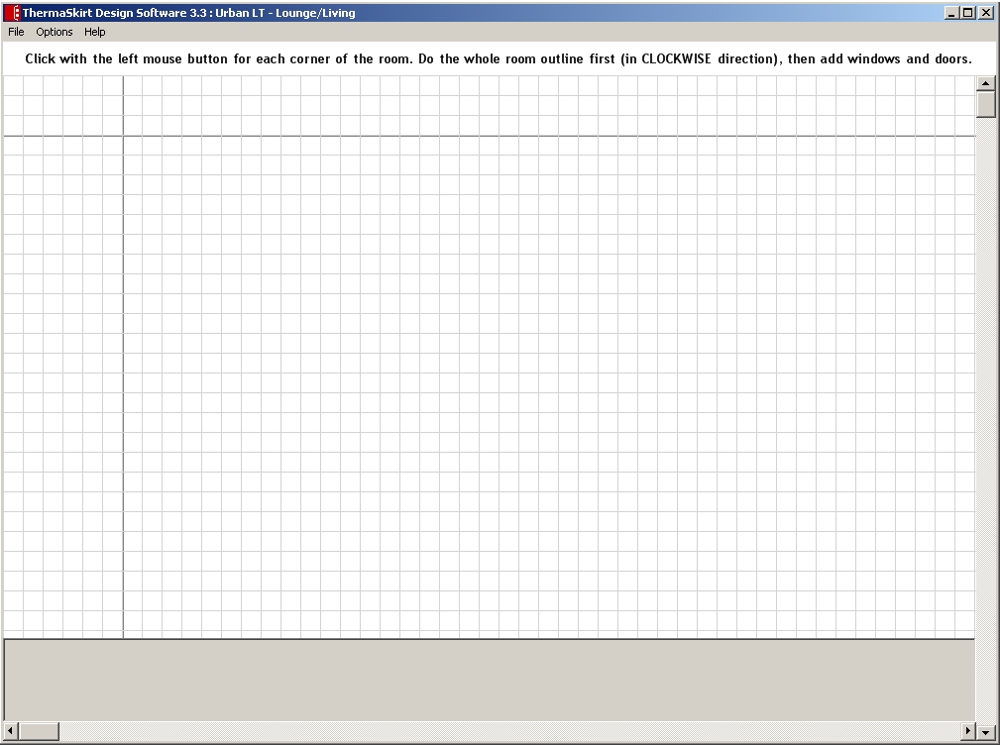 ThermaSkirt Design Software 3.3 : Urban LT - Lounge/Living
File Options Help
Click with the left mouse button for each corner of the room. Do the whole room outline first (in CLOCKWISE direction), then add windows and doors.